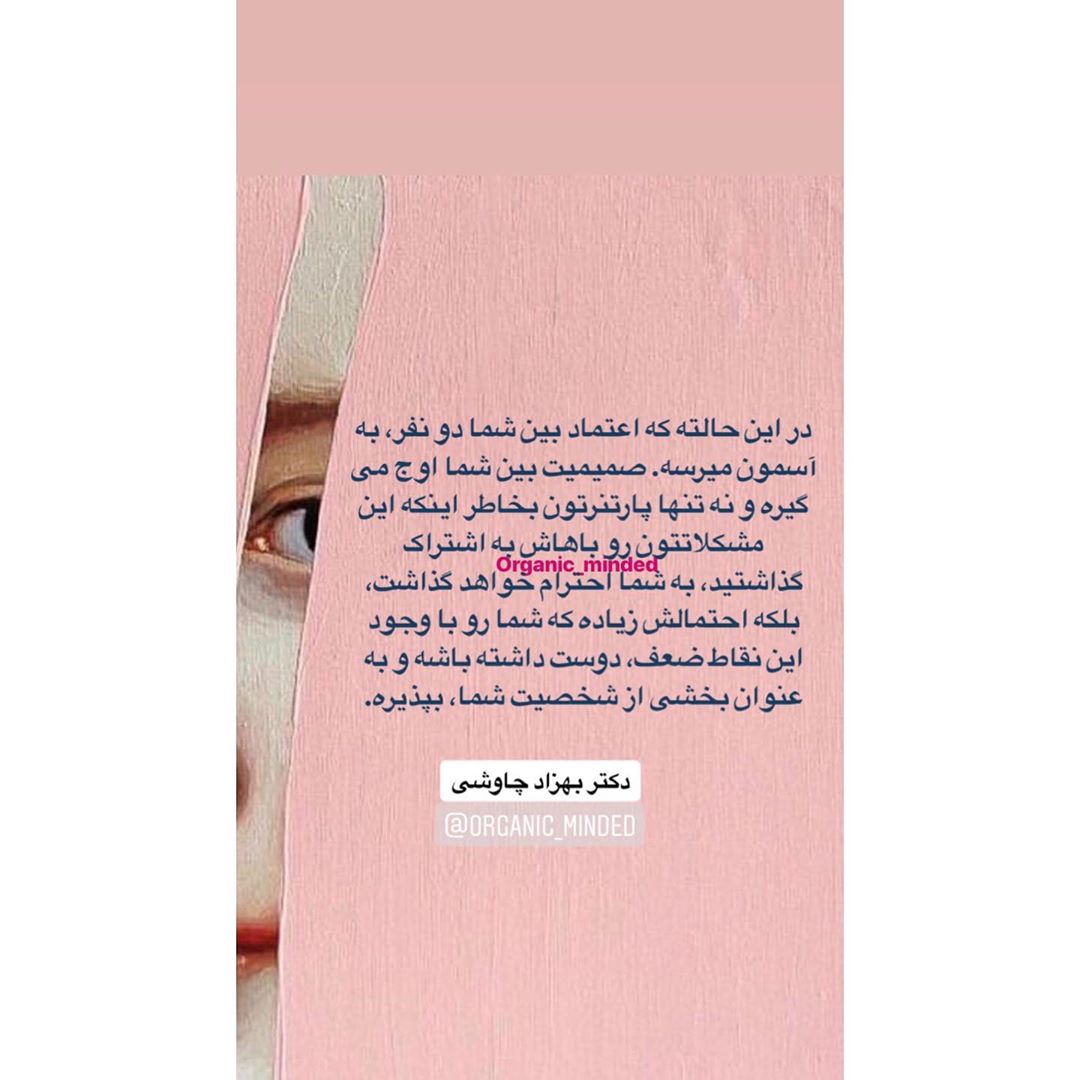 در این حالته که اعتماد بین شما دو نفر، به
آسمون میرسه. صمیمیت بین شما اوج می
گیره و نه تنها پارتنرتون بخاطر اینکه این
مشکلاتتون رو باهاش به اشتراک
Organic_minded
گذاشتید، به شما احترام خواهد گذاشت،
بلکه احتمالش زیاده که شما رو با وجود
این نقاط ضعف، دوست داشته باشه و به
عنوان بخشی از شخصیت شما، بپذیره.
دکتر بهزاد چاوشی
@ORGANIC_MINDED